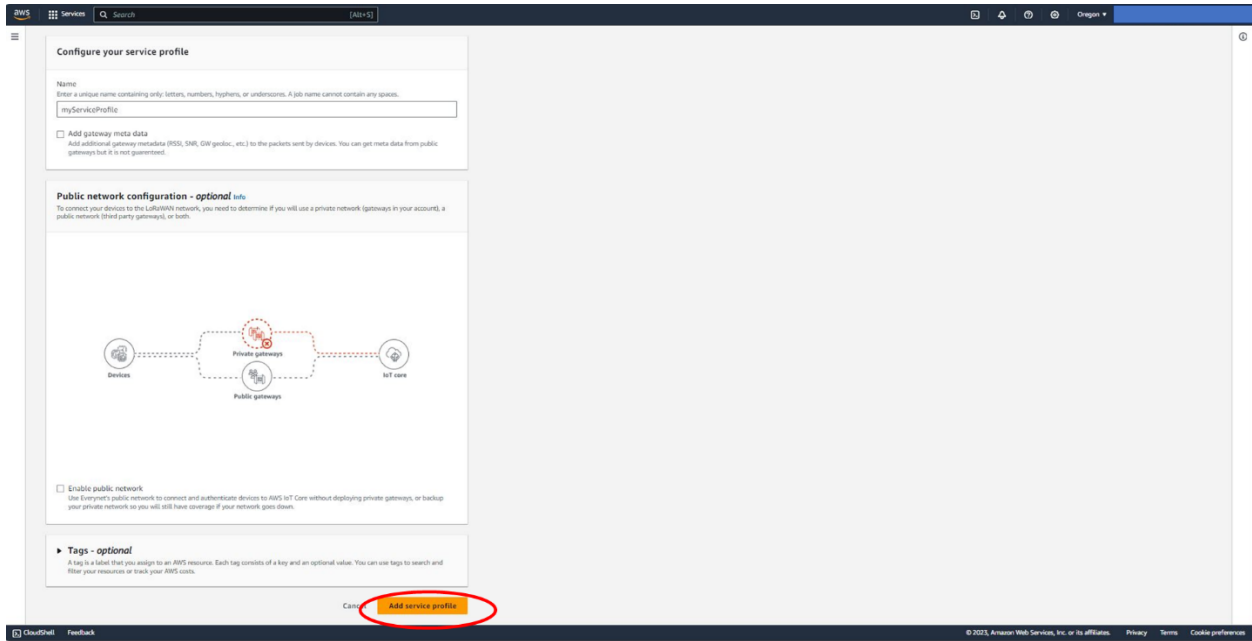 aws Services Search [Alt+S] Oregon
Configure your service profile
Name
Enter a unique name containing only: letters, numbers, hyphens, or underscores. A job name cannot contain any spaces.
myServiceProfile
Add gateway meta data
Add additional gateway metadata (RSSI, SNR, GW geoloc., etc.) to the packets sent by devices. You can get meta data from public
gateways but it is not guarenteed.
Public network configuration - optional Info
To connect your devices to the LoRaWAN network, you need to determine if you will use a private network (gateways in your account), a
public network (third party gateways), or both.
Private gateways
Devices
IoT core
Public gateways
Enable public network
Use Everynet's public network to connect and authenticate devices to AWS IoT Core without deploying private gateways, or backup
your private network so you will still have coverage if your network goes down.
Tags - optional
A tag is a label that you assign to an AWS resource. Each tag consists of a key and an optional value. You can use tags to search and
filter your resources or track your AWS costs.
Cancel Add service profile
CloudShell Feedback © 2023, Amazon Web Services, Inc. or its affiliates. Privacy Terms Cookie preferences